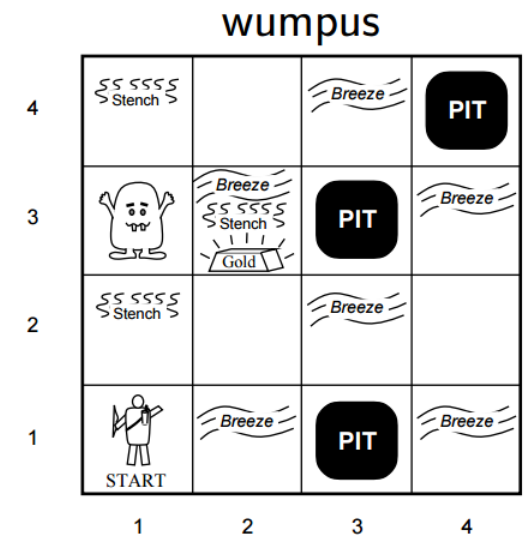 wumpus
4
Stench
Breeze
PIT
3
Breeze
Stench
Gold
PIT
Breeze
2
Stench
Breeze
1
START
Breeze
PIT
Breeze
1 2 3 4